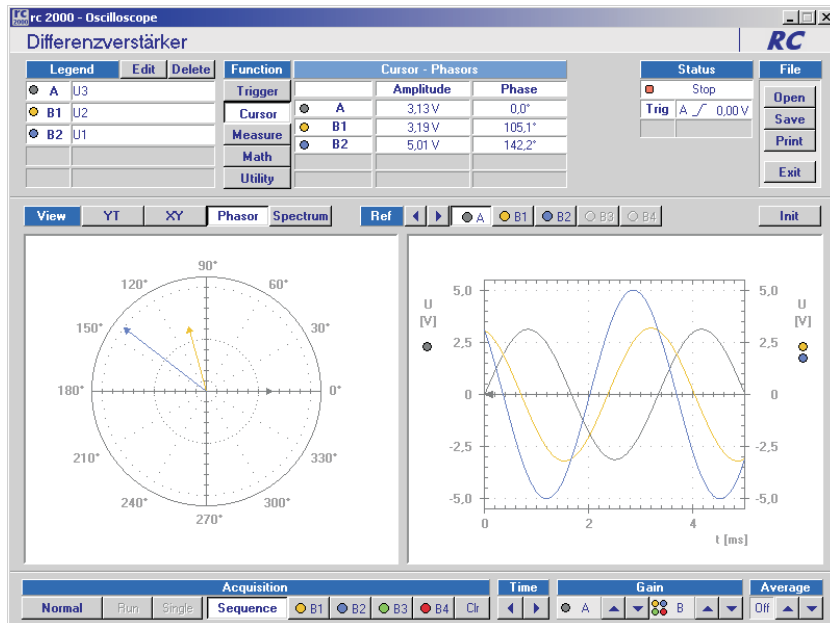 rc 2000 rc 2000 - Oscilloscope
Differenzverstärker RC
Legend Edit Delete Function Cursor - Phasors Status File
A U3 Trigger Amplitude Phase Stop Open
B1 U2 Cursor A 3,13 V 0,0° Trig A 0,00 V Save
B2 U1 Measure B1 3,19 V 105,1° Print
Math B2 5,01 V 142,2°
Utility Exit
View YT XY Phasor Spectrum Ref A B1 B2 B3 B4 Init
90°
120° 60°
150° 30°
180° 0°
210° 330°
240° 300°
270°
5,0 5,0
U U
[V] [V]
2,5 2,5
0 0
-2,5 -2,5
-5,0 -5,0
0 2 4
t [ms]
Acquisition Time Gain Average
Normal Run Single Sequence B1 B2 B3 B4 Clr A B Off